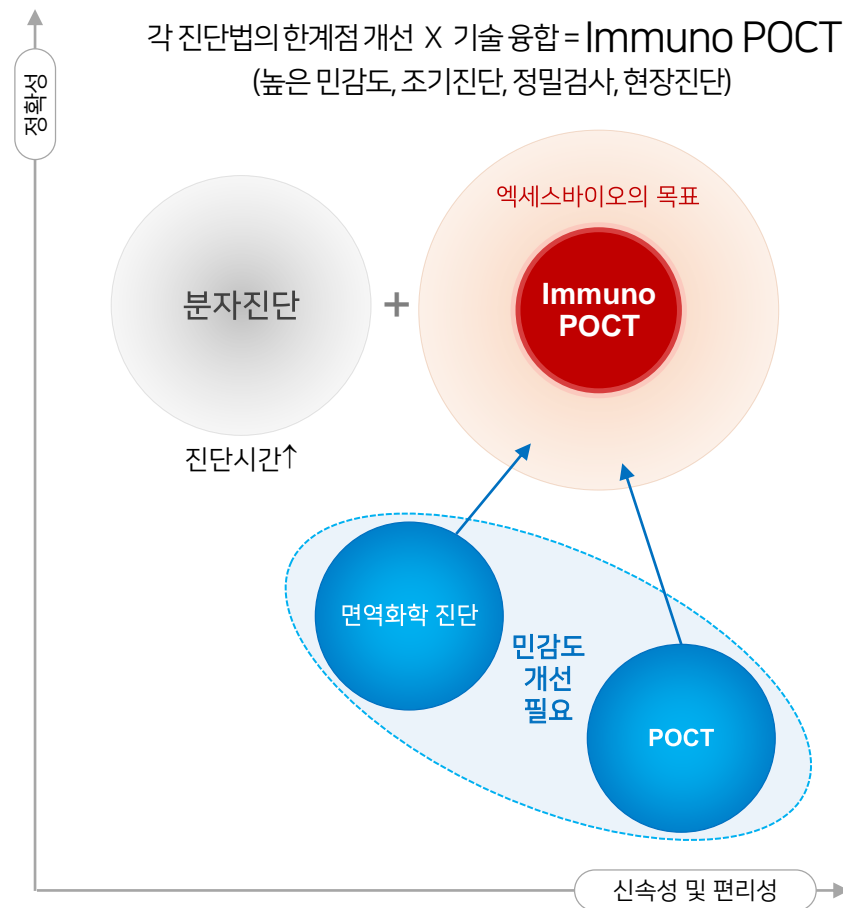 각 진단법의 한계점 개선 X 기술 융합 = Immuno POCT
(높은 민감도, 조기진단, 정밀검사, 현장진단)
정확성
엑세스바이오의 목표
분자진단
+
Immuno
POCT
진단시간↑
면역화학 진단
민감도
개선
필요
POCT
신속성 및 편리성